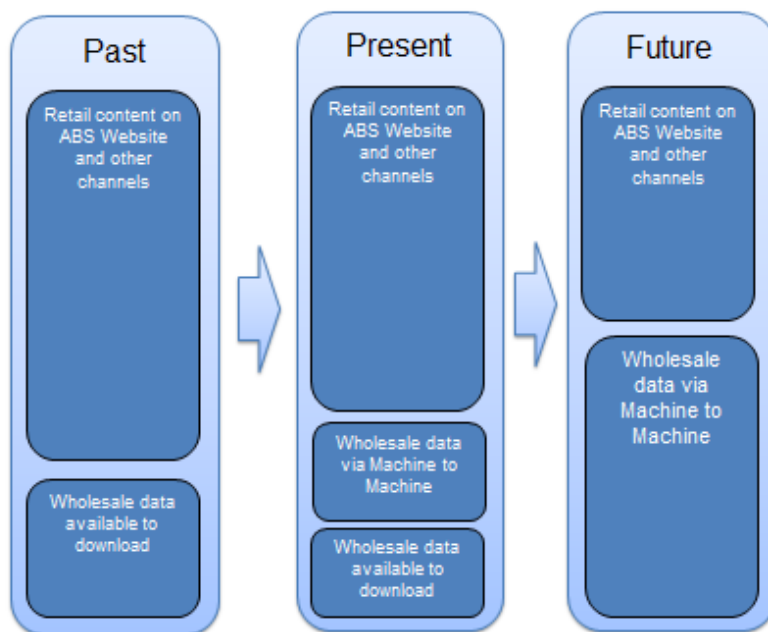 Past
Retail content on
ABS Website
and other
channels
Wholesale data
available to
download
Present
Retail content on
ABS Website
and other
channels
Wholesale data
via Machine to
Machine
Wholesale data
available to
download
Future
Retail content on
ABS Website
and other
channels
Wholesale
data via
Machine to
Machine